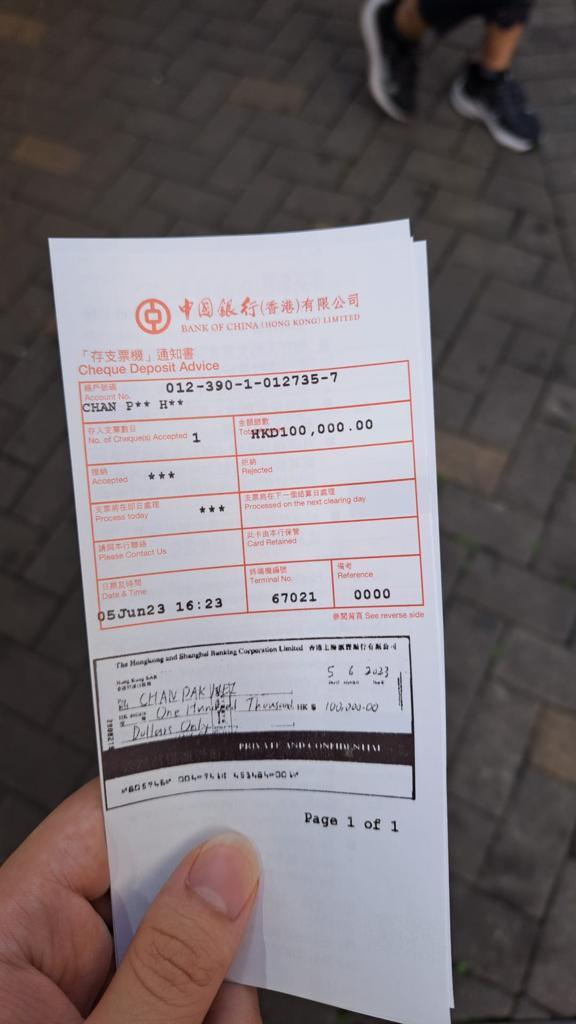 中國銀行(香港)有限公司
BANK OF CHINA (HONG KONG) LIMITED
「存支票機」通知書
Cheque Deposit Advice
賬戶號碼
Account No. 012-390-1-012735-7
CHAN P** H**
存入支票數目
No. of Cheque(s) Accepted 1
金額總數
HKD100,000.00
接納
Accepted ***
拒納
Rejected
支票將在即日處理
Process today ***
支票將在下一個結算日處理
Processed on the next clearing day
請與本行聯絡
Please Contact Us
此卡由本行保管
Card Retained
日期及時間
Date & Time
05Jun23 16:23
終端機編號
Terminal No.
67021
備考
Reference
0000
參閱背頁 See reverse side
The Hongkong and Shanghai Banking Corporation Limited 香港上海滙豐銀行有限公司
Hong Kong SAR
5 6 2023
CHAN PAK
HK dollars One Hundred Thousand HK $ 100,000.00
Dollars Only
PRIVATE AND CONFIDENTIAL
Page 1 of 1